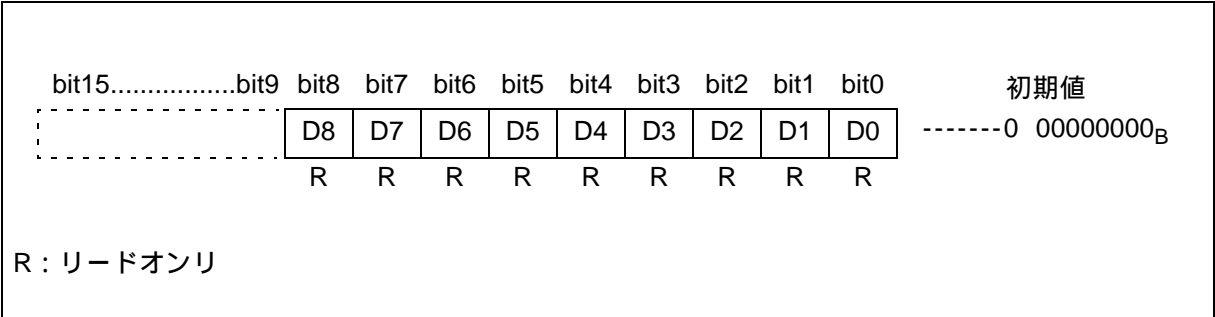 bit15.................bit9 bit8 bit7 bit6 bit5 bit4 bit3 bit2 bit1 bit0 初期値
D8 D7 D6 D5 D4 D3 D2 D1 D0 -------0 00000000B
R R R R R R R R R
R：リードオンリ